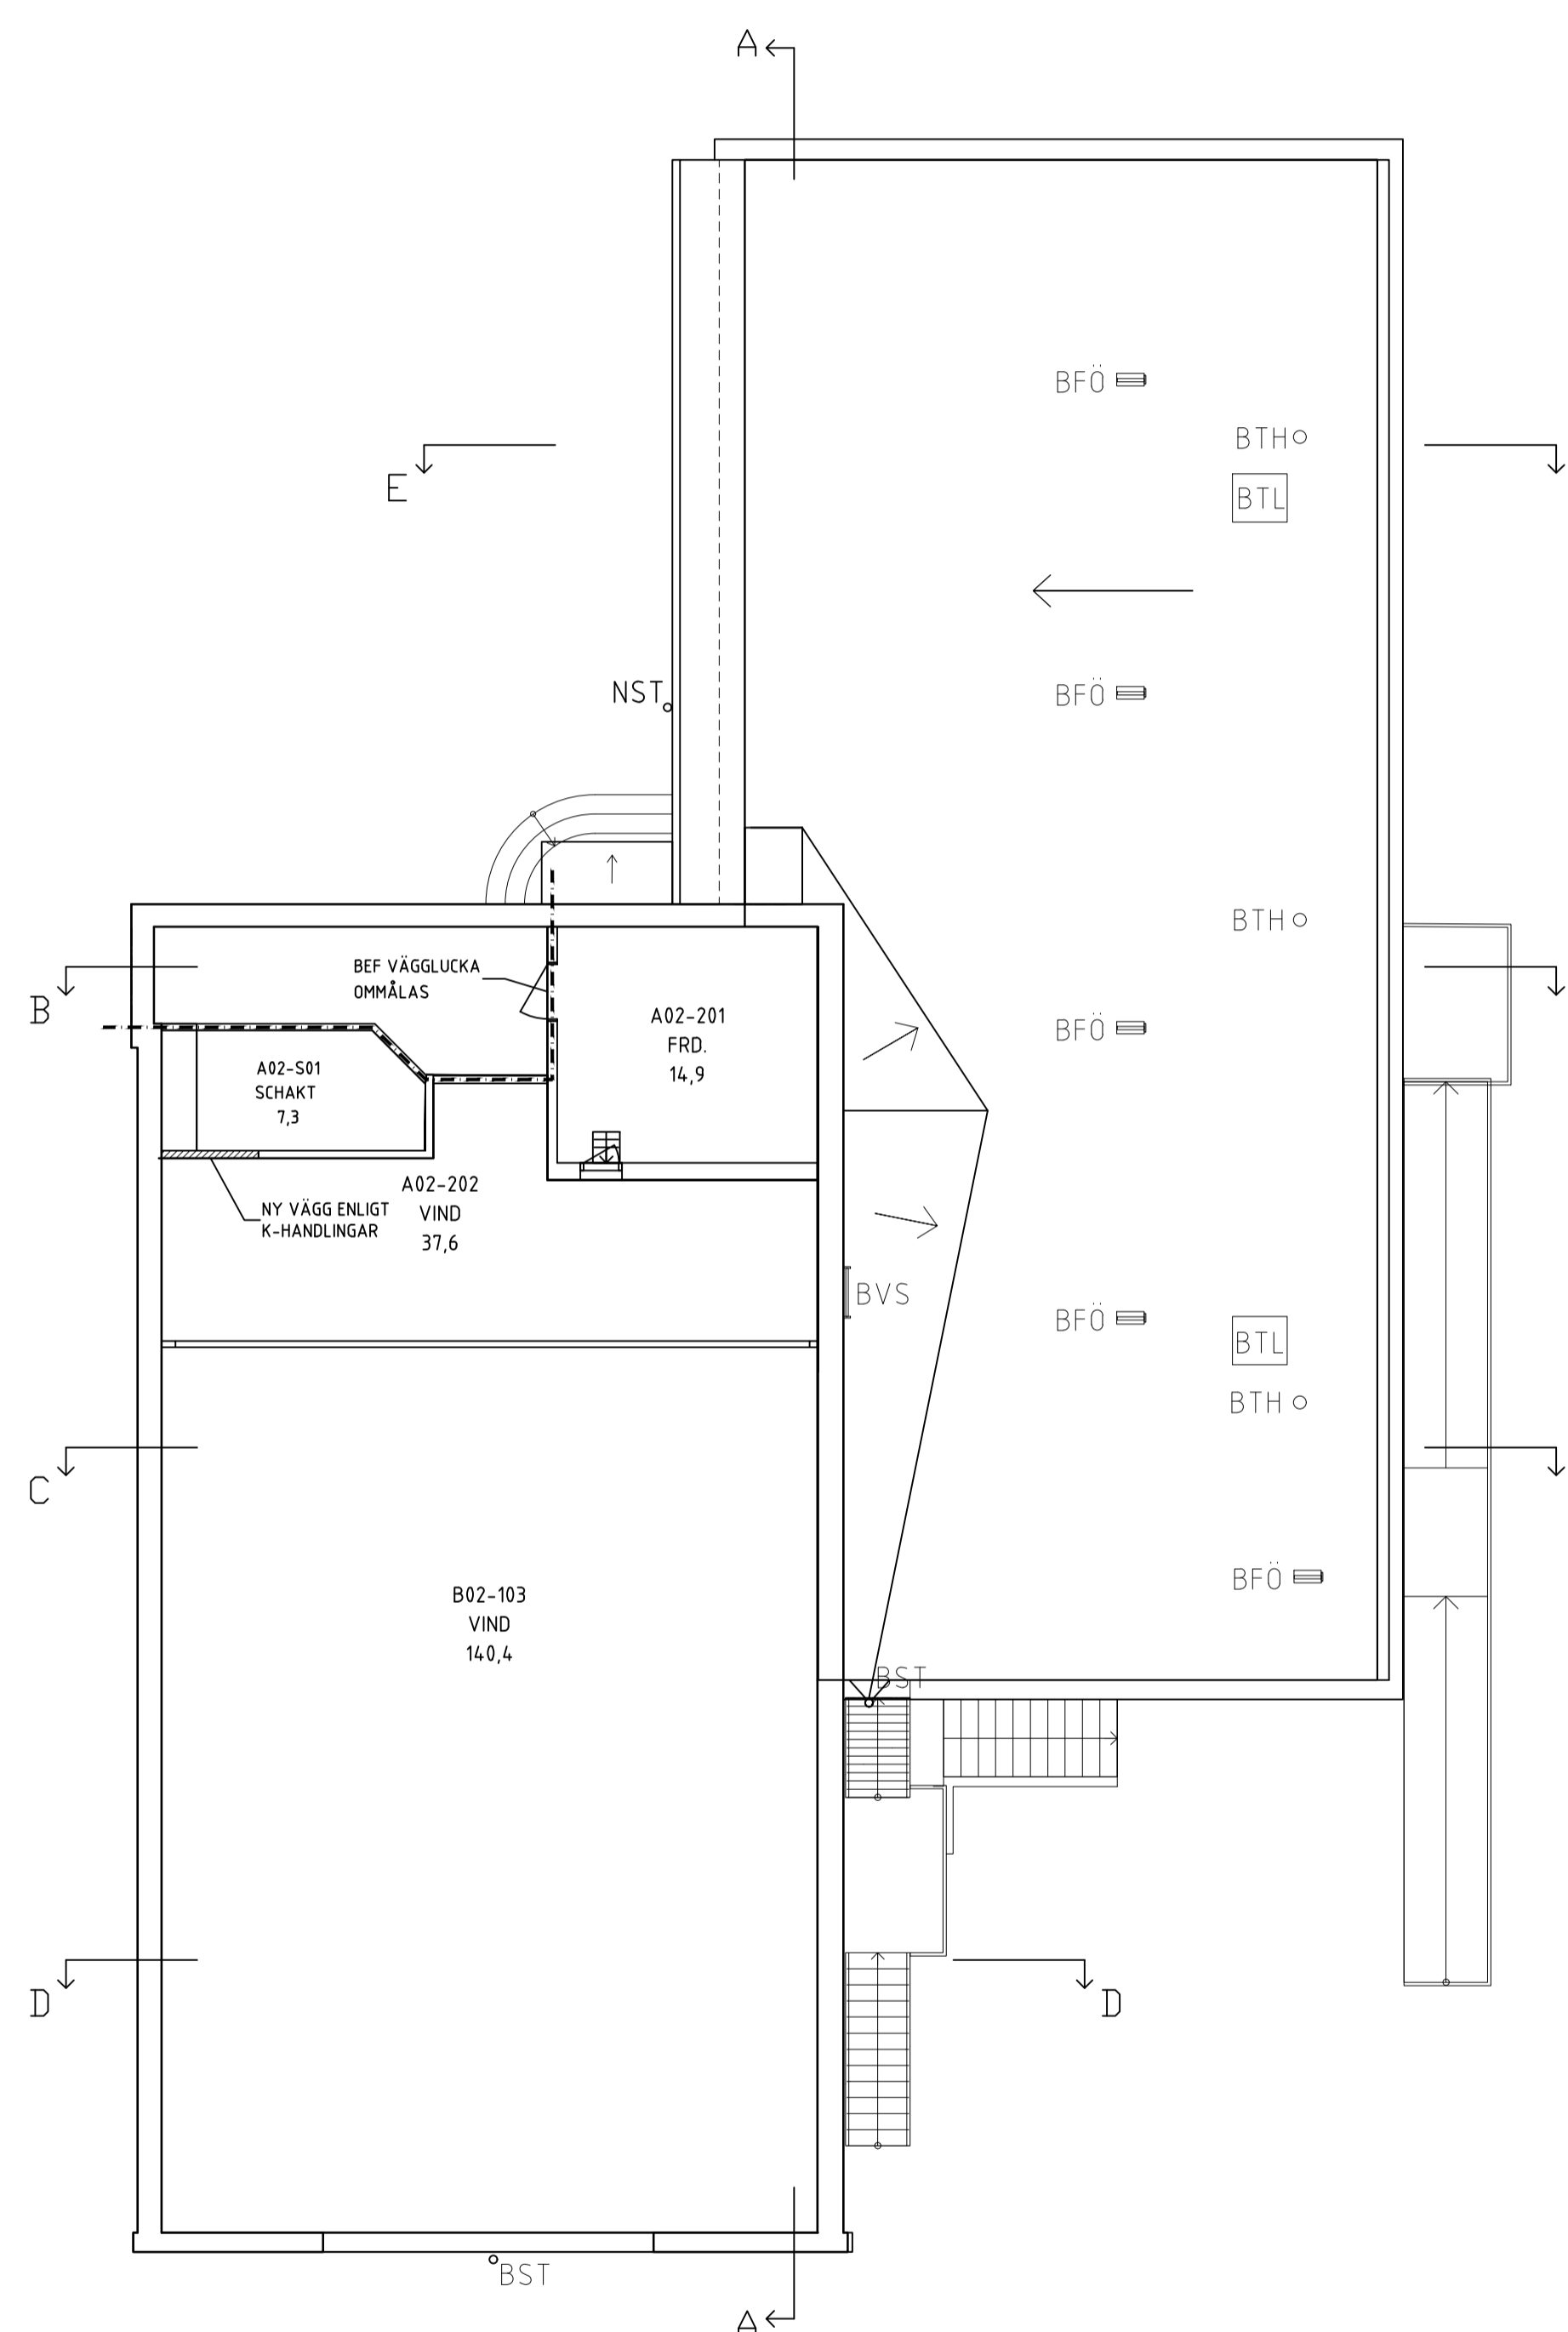 A
BFÖ
BTH
E
BTL
NST
BFÖ
BTH
BEF VÄGGLUCKA
OMMÅLAS
B
A02-201
FRD.
14,9
BFÖ
A02-S01
SCHAKT
7,3
A02-202
VIND
37,6
NY VÄGG ENLIGT
K-HANDLINGAR
BVS
BFÖ
BTL
BTH
C
B02-103
VIND
140,4
BFÖ
BST
D
D
BST
A